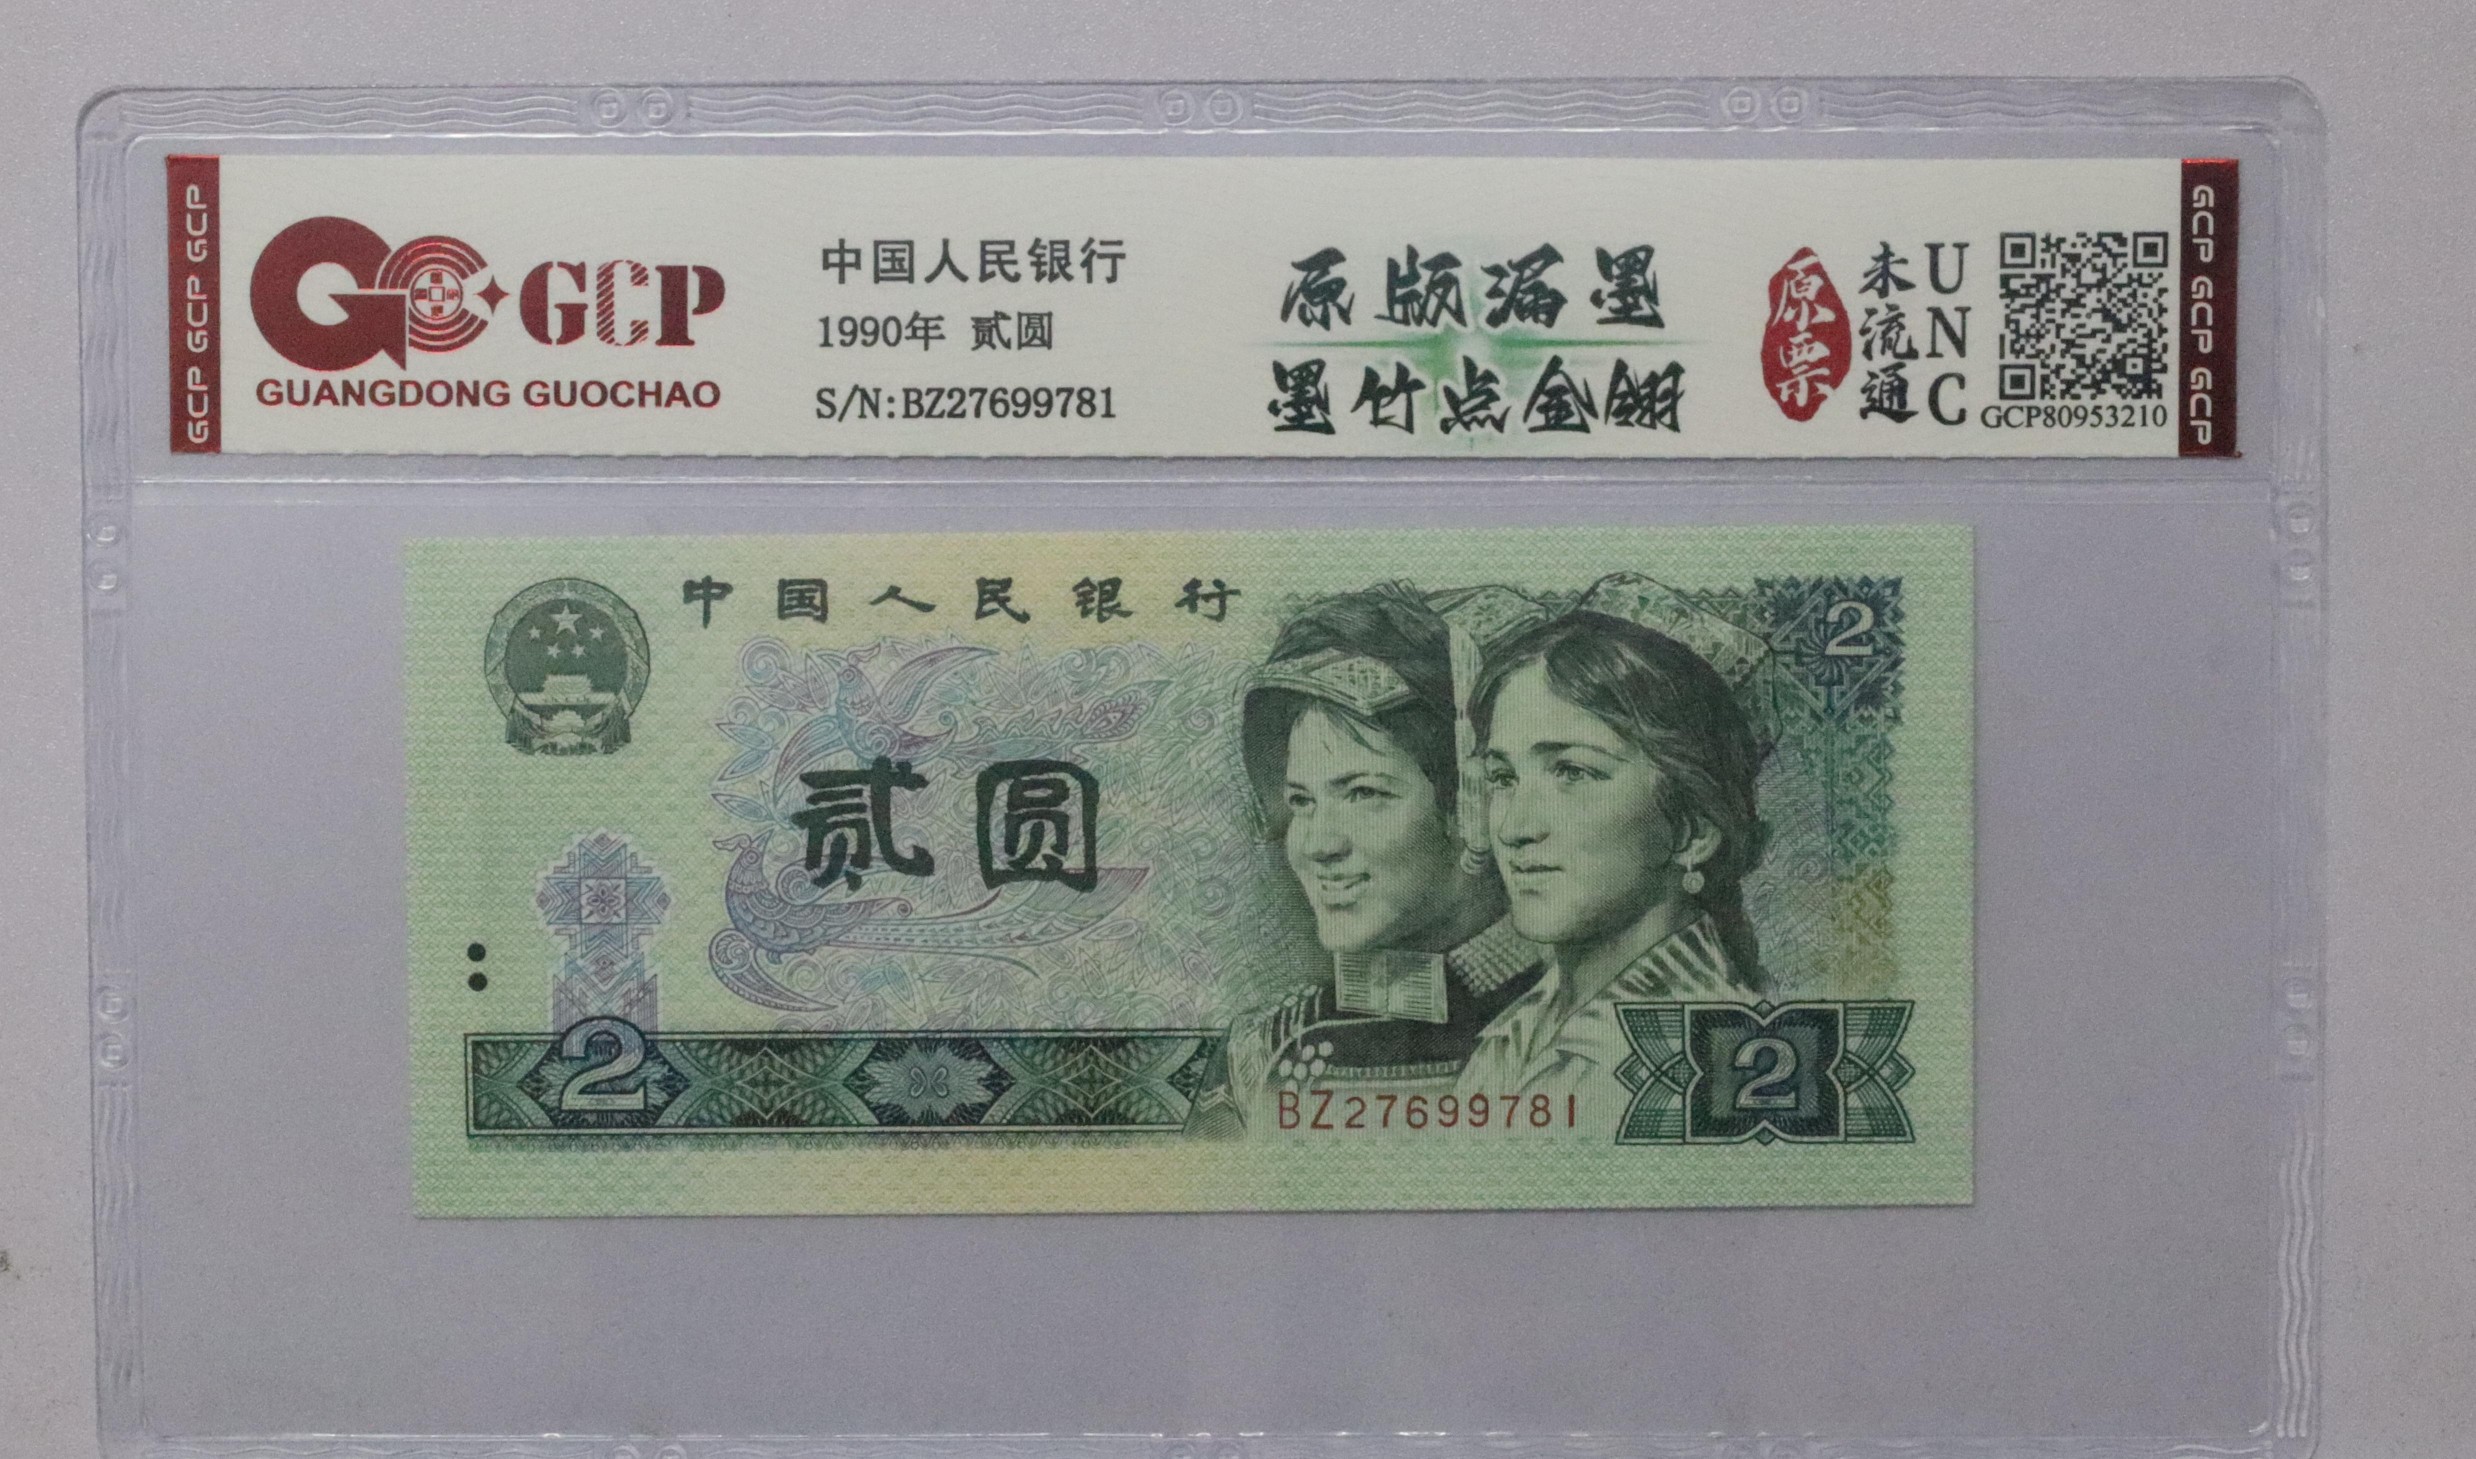 GCP GCP GCP
GCP
GUANGDONG GUOCHAO
中国人民银行
1990年 贰圆
S/N:BZ27699781
原版漏墨
墨竹点金翎
原票
未流通
UNC
GCP80953210
GCP GCP GCP
中国人民银行
2
贰圆
2
BZ27699781
2